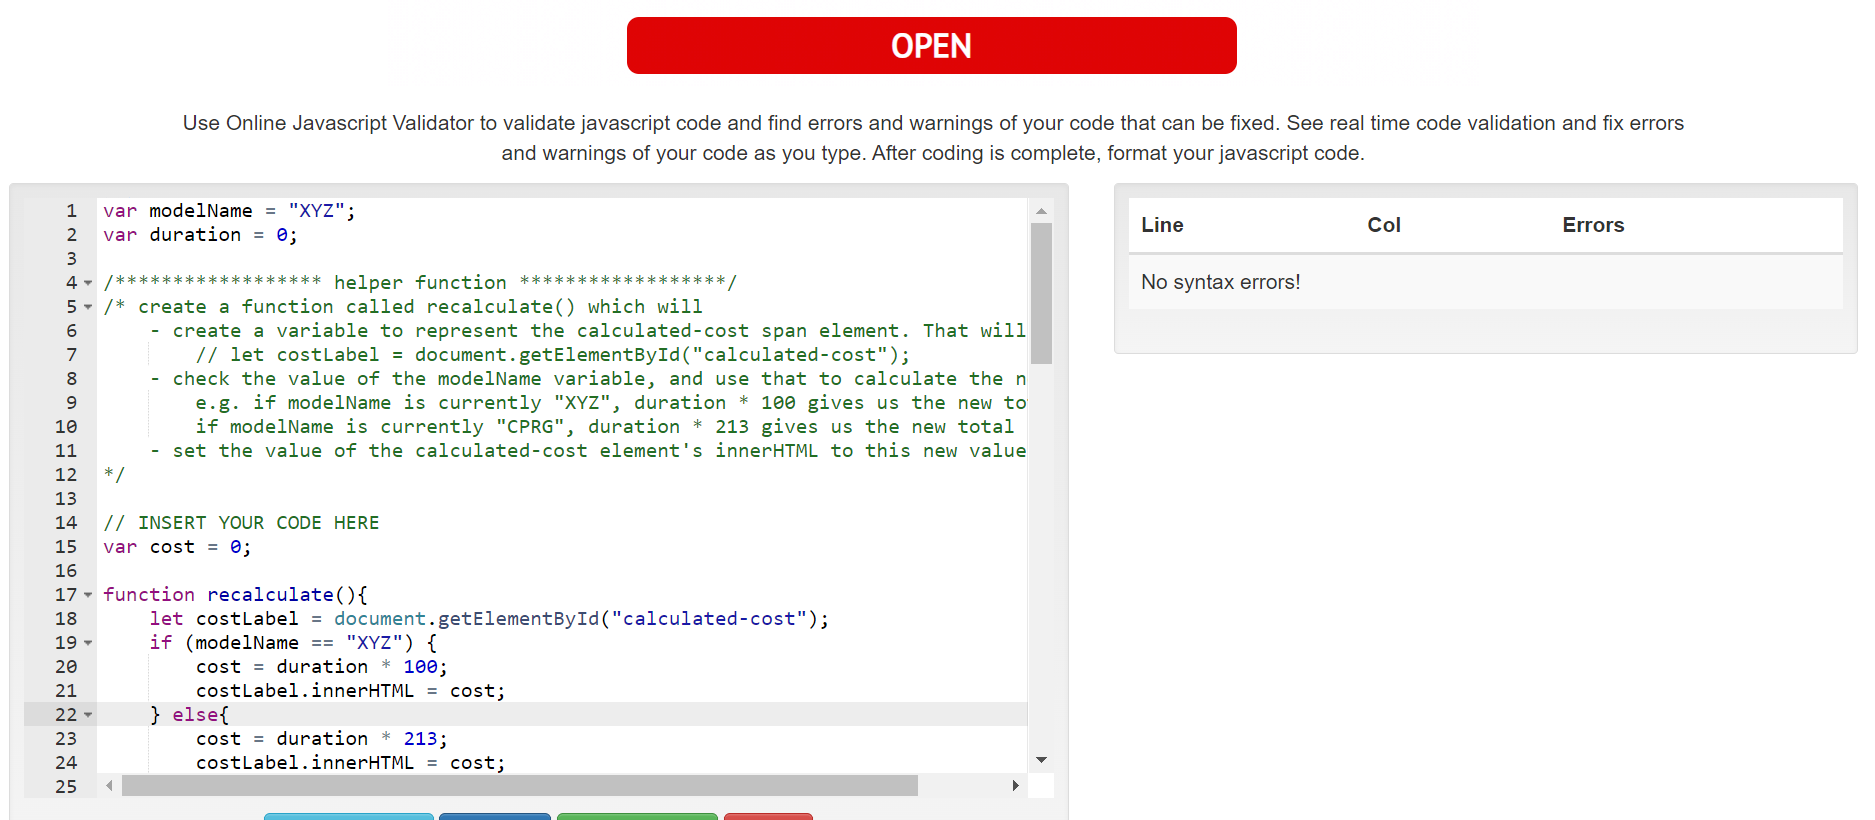 OPEN
Use Online Javascript Validator to validate javascript code and find errors and warnings of your code that can be fixed. See real time code validation and fix errors
and warnings of your code as you type. After coding is complete, format your javascript code.
1 var modelName = "XYZ";
2 var duration = 0;
3
4 /****************** helper function ******************/
5 /* create a function called recalculate() which will
6     - create a variable to represent the calculated-cost span element. That will
7         // let costLabel = document.getElementById("calculated-cost");
8     - check the value of the modelName variable, and use that to calculate the n
9         e.g. if modelName is currently "XYZ", duration * 100 gives us the new to
10         if modelName is currently "CPRG", duration * 213 gives us the new total
11     - set the value of the calculated-cost element's innerHTML to this new value
12 */
13
14 // INSERT YOUR CODE HERE
15 var cost = 0;
16
17 function recalculate(){
18     let costLabel = document.getElementById("calculated-cost");
19     if (modelName == "XYZ") {
20         cost = duration * 100;
21         costLabel.innerHTML = cost;
22     } else{
23         cost = duration * 213;
24         costLabel.innerHTML = cost;
25
Line Col Errors
No syntax errors!